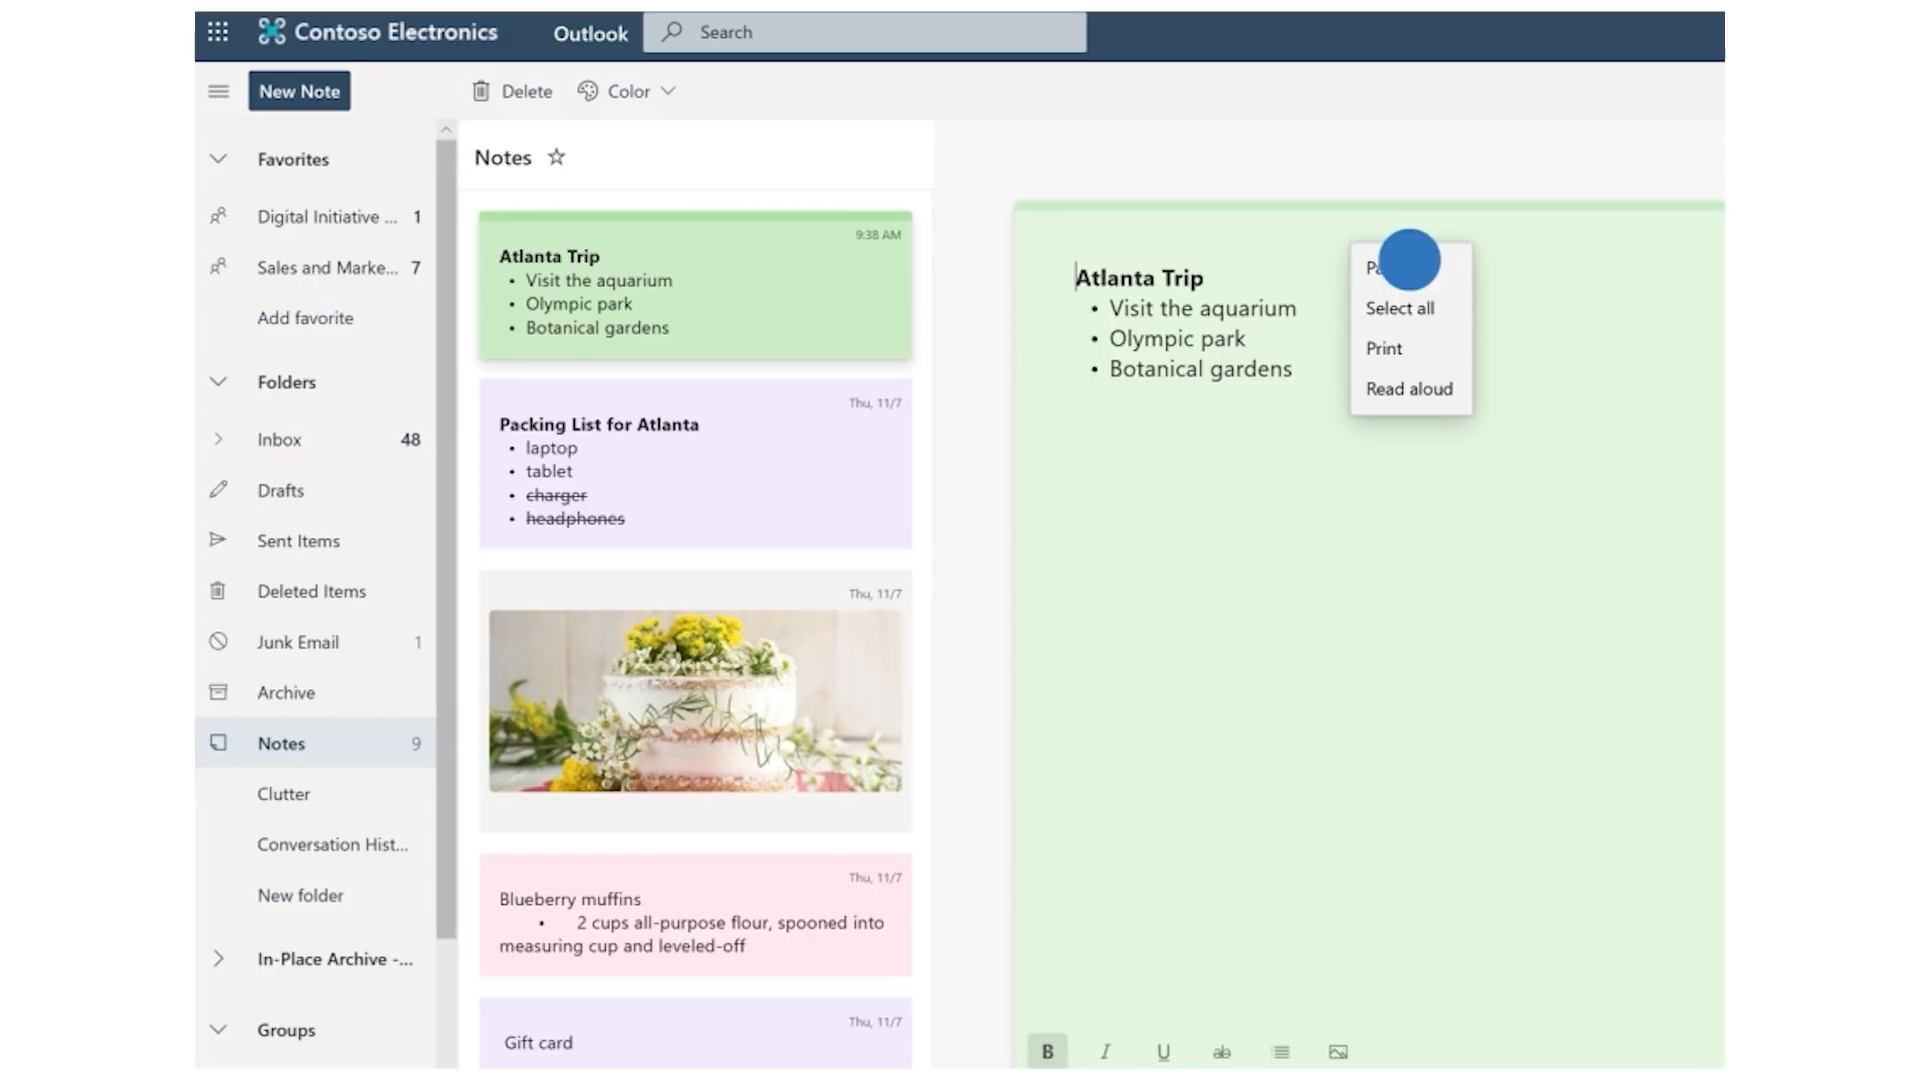 Contoso Electronics
Outlook
Search
New Note
Delete
Color
Favorites
Digital Initiative ... 1
Sales and Marke... 7
Add favorite
Folders
Inbox 48
Drafts
Sent Items
Deleted Items
Junk Email 1
Archive
Notes 9
Clutter
Conversation Hist...
New folder
In-Place Archive -...
Groups
Notes
9:38 AM
Atlanta Trip
• Visit the aquarium
• Olympic park
• Botanical gardens
Thu, 11/7
Packing List for Atlanta
• laptop
• tablet
• charger
• headphones
Thu, 11/7
Thu, 11/7
Blueberry muffins
• 2 cups all-purpose flour, spooned into
measuring cup and leveled-off
Thu, 11/7
Gift card
Atlanta Trip
• Visit the aquarium
• Olympic park
• Botanical gardens
Select all
Print
Read aloud
B I U ab